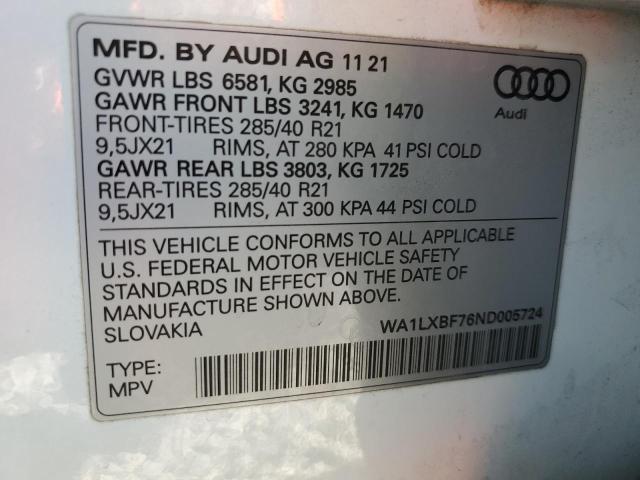 MFD. BY AUDI AG 11 21
GVWR LBS 6581, KG 2985
GAWR FRONT LBS 3241, KG 1470
FRONT-TIRES 285/40 R21
9,5JX21 RIMS, AT 280 KPA 41 PSI COLD
GAWR REAR LBS 3803, KG 1725
REAR-TIRES 285/40 R21
9,5JX21 RIMS, AT 300 KPA 44 PSI COLD
Audi
THIS VEHICLE CONFORMS TO ALL APPLICABLE
U.S. FEDERAL MOTOR VEHICLE SAFETY
STANDARDS IN EFFECT ON THE DATE OF
MANUFACTURE SHOWN ABOVE.
SLOVAKIA
WA1LXBF76ND005724
TYPE:
MPV